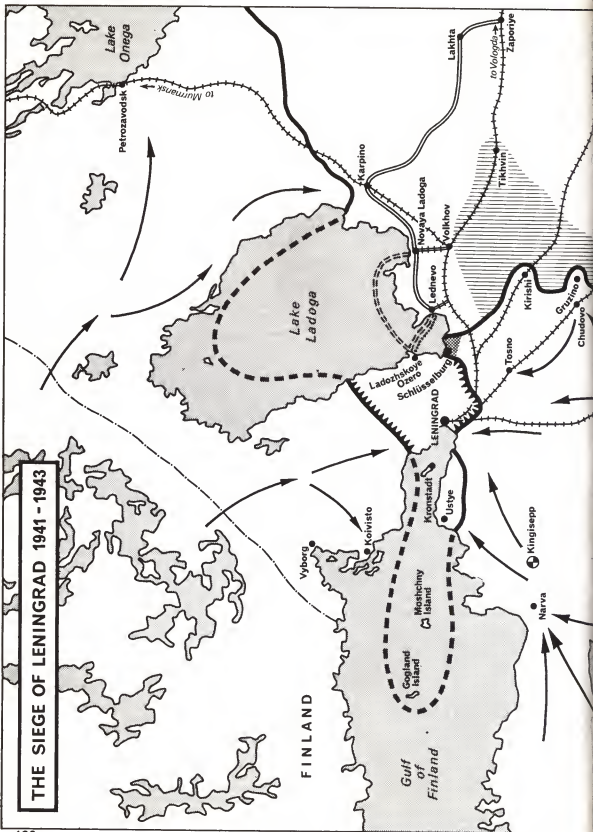 THE SIEGE OF LENINGRAD 1941-1943
Lake
Onega
Petrozavodsk
to Murmansk
Lakhta
to Vologda
Zaporiye
Karpino
Tikhvin
Novaya Ladoga
Volkhov
Lake
Ladoga
Lednevo
Kirishi
Gruzino
Chudovo
Ladozhskoye
Ozero
Schlüsselburg
Tosno
LENINGRAD
Kronstadt
Ustye
Koivisto
Vyborg
Kingisepp
Narva
Moshchny
Island
Gogland
Island
FINLAND
Gulf
of
Finland